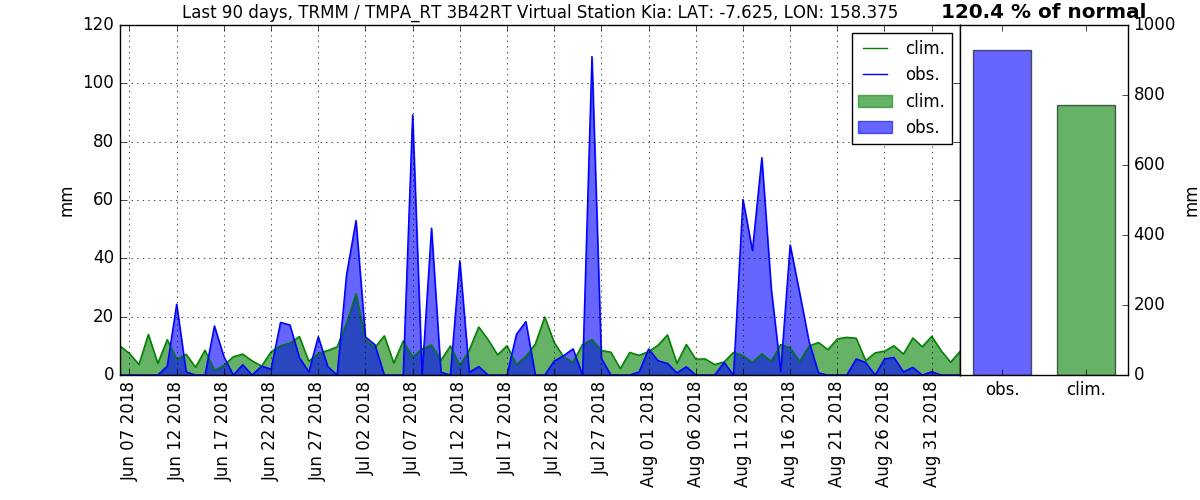 Last 90 days, TRMM / TMPA_RT 3B42RT Virtual Station Kia: LAT: -7.625, LON: 158.375
120.4 % of normal
120
100
80
60
40
20
0
mm
clim.
obs.
clim.
obs.
Jun 07 2018
Jun 12 2018
Jun 17 2018
Jun 22 2018
Jun 27 2018
Jul 02 2018
Jul 07 2018
Jul 12 2018
Jul 17 2018
Jul 22 2018
Jul 27 2018
Aug 01 2018
Aug 06 2018
Aug 11 2018
Aug 16 2018
Aug 21 2018
Aug 26 2018
Aug 31 2018
1000
800
600
400
200
0
mm
obs.
clim.